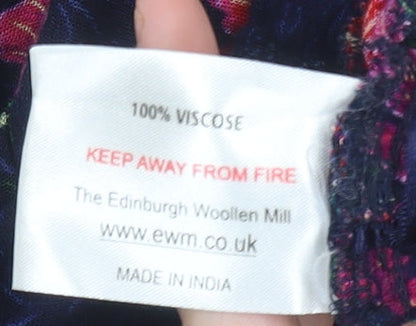 100% VISCOSE
KEEP AWAY FROM FIRE
The Edinburgh Woollen Mill
www.ewm.co.uk
MADE IN INDIA